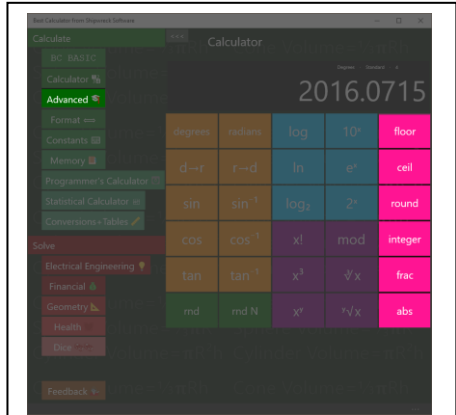 Best Calculator from Shipwreck Software
Calculate
Calculator
BC BASIC
Calculator
Degrees Standard A
Advanced
2016.0715
Format
Constants
Memory
Programmer's Calculator
Statistical Calculator
Conversions+Tables
degrees radians log 10ˣ floor
d→r r→d ln eˣ ceil
sin sin⁻¹ log₂ 2ˣ round
cos cos⁻¹ x! mod integer
tan tan⁻¹ x³ ∛x frac
rnd rnd N xʸ ʸ√x abs
Solve
Electrical Engineering
Financial
Geometry
Health
Dice
Feedback